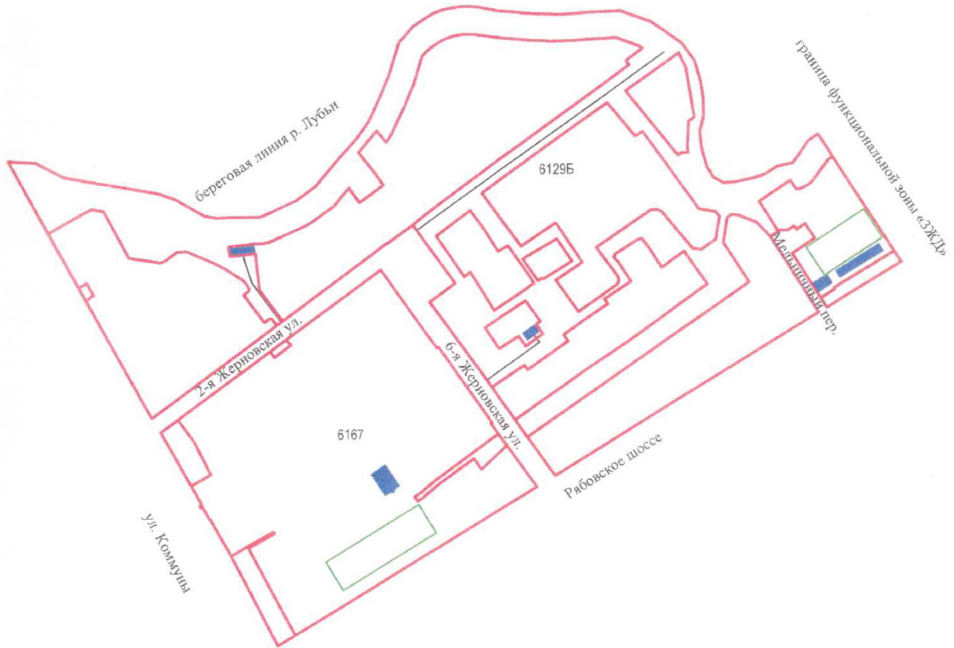 береговая линия р. Лубьи
граница функциональной зоны «3ЖД»
6129Б
Мельничный пер.
2-я Жерновская ул.
6-я Жерновская ул.
6167
Рябовское шоссе
ул. Коммуны